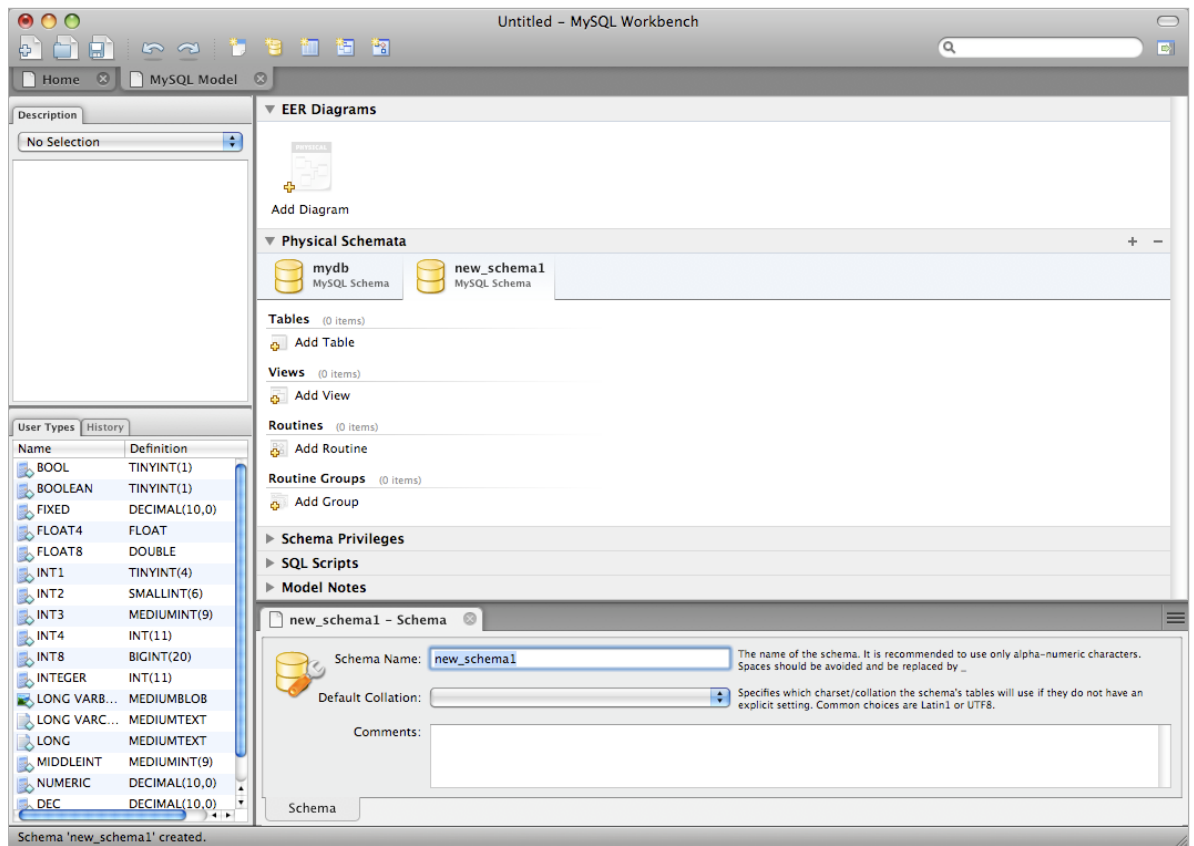 Untitled – MySQL Workbench
Home
MySQL Model
Description
No Selection
EER Diagrams
PHYSICAL
Add Diagram
Physical Schemata
+ −
mydb
MySQL Schema
new_schema1
MySQL Schema
Tables (0 items)
Add Table
Views (0 items)
Add View
Routines (0 items)
Add Routine
Routine Groups (0 items)
Add Group
Schema Privileges
SQL Scripts
Model Notes
User Types History
Name Definition
BOOL TINYINT(1)
BOOLEAN TINYINT(1)
FIXED DECIMAL(10,0)
FLOAT4 FLOAT
FLOAT8 DOUBLE
INT1 TINYINT(4)
INT2 SMALLINT(6)
INT3 MEDIUMINT(9)
INT4 INT(11)
INT8 BIGINT(20)
INTEGER INT(11)
LONG VARB... MEDIUMBLOB
LONG VARC... MEDIUMTEXT
LONG MEDIUMTEXT
MIDDLEINT MEDIUMINT(9)
NUMERIC DECIMAL(10,0)
DEC DECIMAL(10,0)
new_schema1 – Schema
Schema Name: new_schema1
The name of the schema. It is recommended to use only alpha-numeric characters.
Spaces should be avoided and be replaced by _
Default Collation:
Specifies which charset/collation the schema's tables will use if they do not have an
explicit setting. Common choices are Latin1 or UTF8.
Comments:
Schema
Schema 'new_schema1' created.